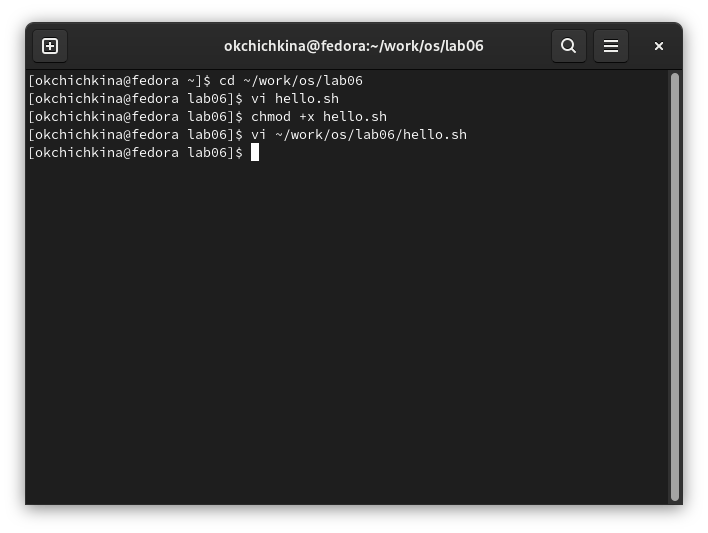 okchichkina@fedora:~/work/os/lab06
[okchichkina@fedora ~]$ cd ~/work/os/lab06
[okchichkina@fedora lab06]$ vi hello.sh
[okchichkina@fedora lab06]$ chmod +x hello.sh
[okchichkina@fedora lab06]$ vi ~/work/os/lab06/hello.sh
[okchichkina@fedora lab06]$